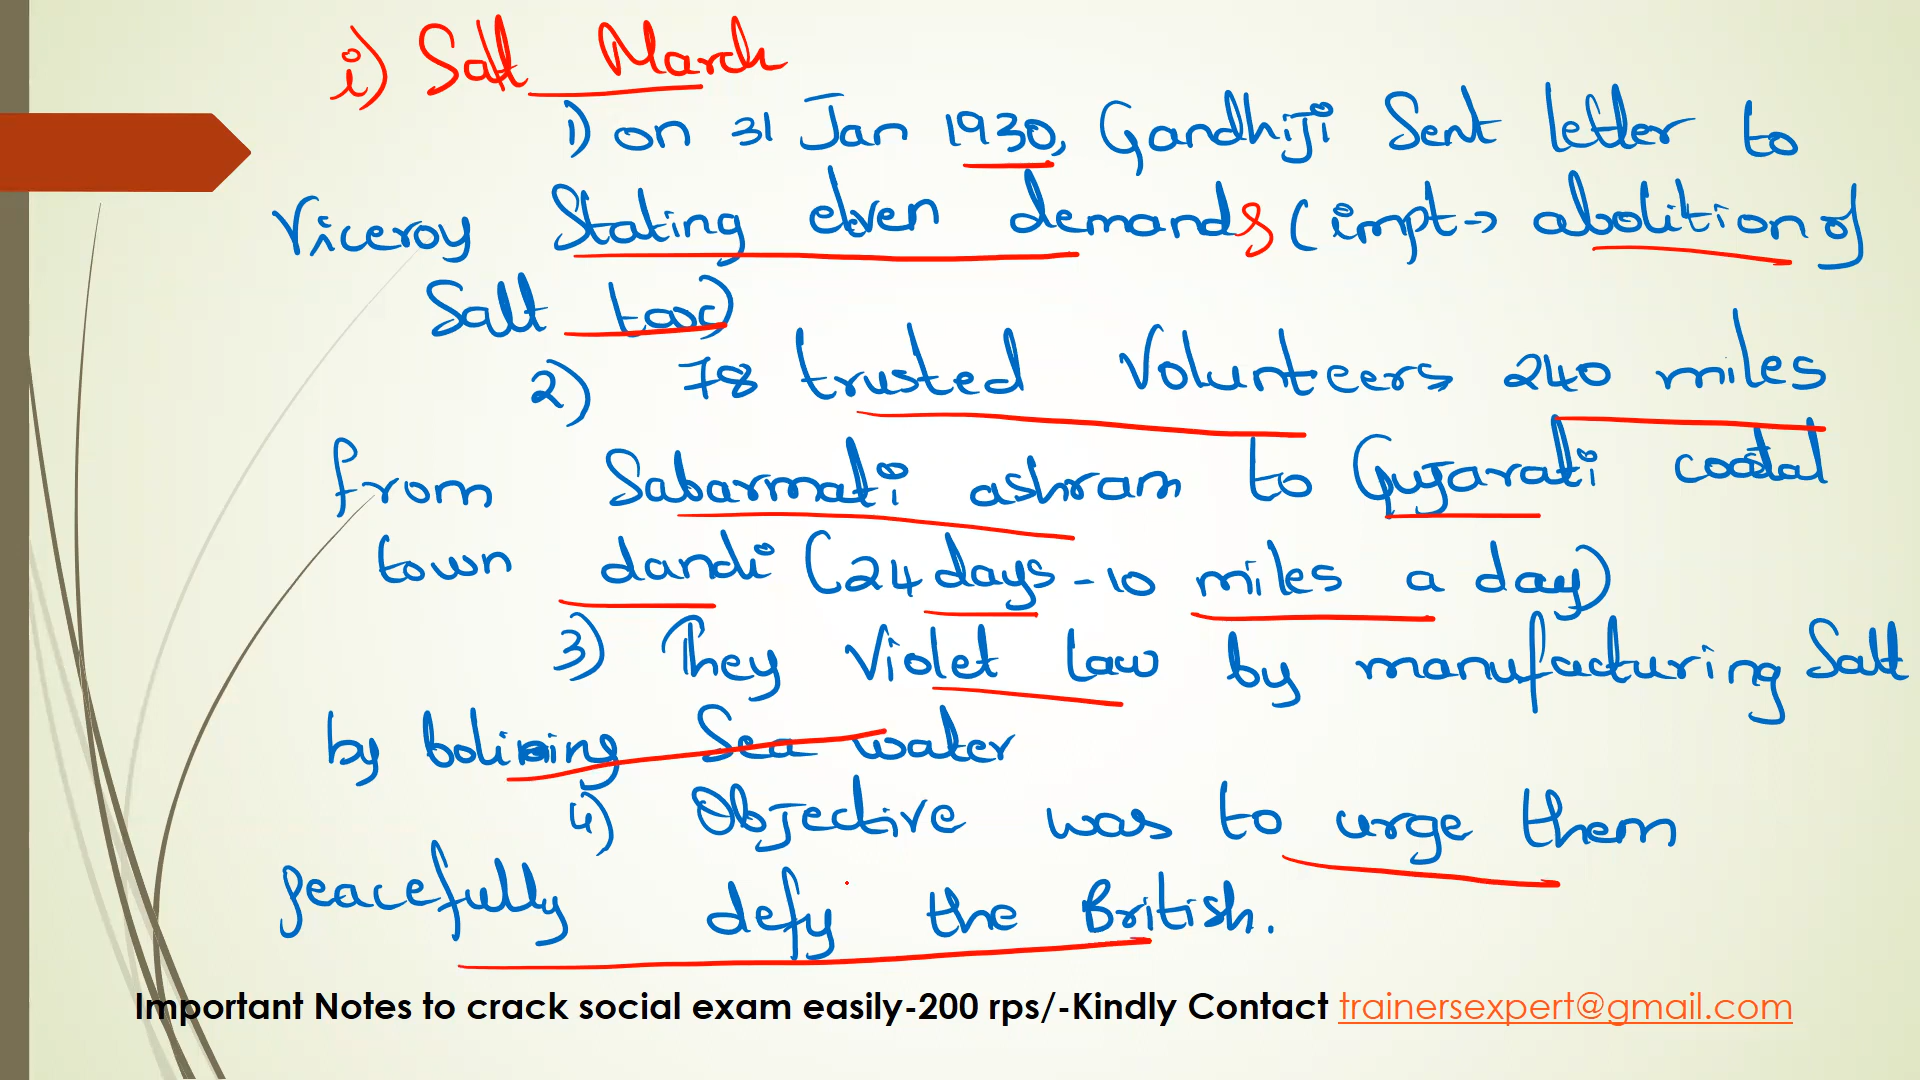 i) Salt March
1) on 31 Jan 1930, Gandhiji Sent letter to
Viceroy Stating eleven demands (impt → abolition of
Salt tax)
2) 78 trusted Volunteers 240 miles
from Sabarmati ashram to Gujarati coastal
town dandi (24 days - 10 miles a day)
3) They Violet law by manufacturing Salt
by boiling Sea water
4) Objective was to urge them
peacefully defy the British.
Important Notes to crack social exam easily-200 rps/-Kindly Contact trainersexpert@gmail.com